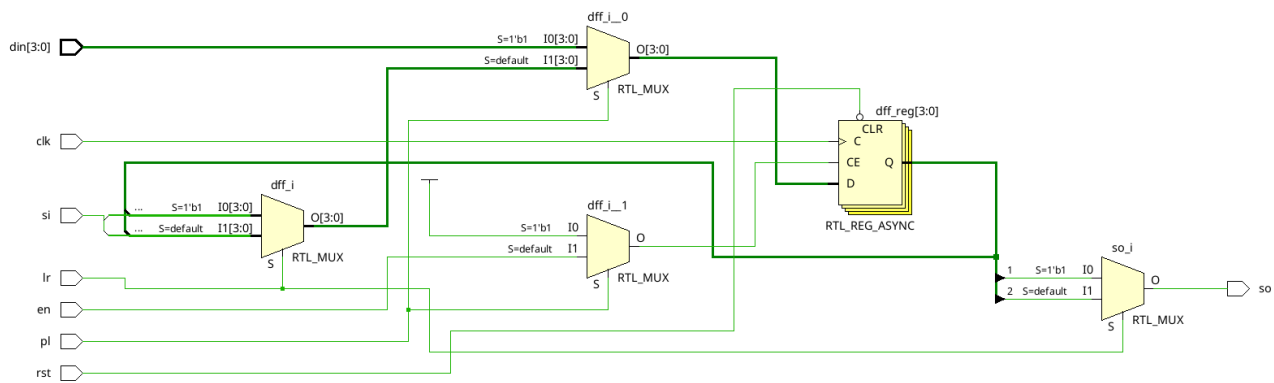 dff_i__0
din[3:0]
S=1'b1 I0[3:0]
S=default I1[3:0]
O[3:0]
S
RTL_MUX
dff_reg[3:0]
clk
CLR
C
CE
Q
D
RTL_REG_ASYNC
dff_i
si
... S=1'b1 I0[3:0]
... S=default I1[3:0]
O[3:0]
S
RTL_MUX
dff_i__1
S=1'b1 I0
S=default I1
O
S
RTL_MUX
so_i
1 S=1'b1 I0
2 S=default I1
O
S
RTL_MUX
so
lr
en
pl
rst